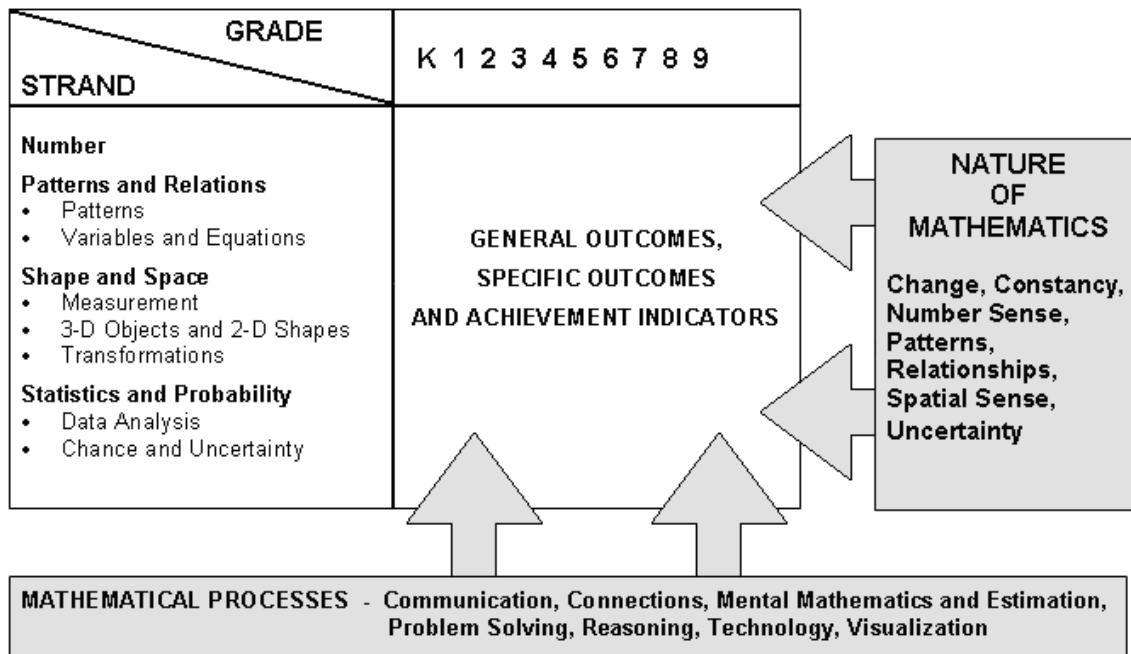 GRADE
STRAND
K 1 2 3 4 5 6 7 8 9
Number
Patterns and Relations
• Patterns
• Variables and Equations
Shape and Space
• Measurement
• 3-D Objects and 2-D Shapes
• Transformations
Statistics and Probability
• Data Analysis
• Chance and Uncertainty
GENERAL OUTCOMES,
SPECIFIC OUTCOMES
AND ACHIEVEMENT INDICATORS
NATURE
OF
MATHEMATICS
Change, Constancy,
Number Sense,
Patterns,
Relationships,
Spatial Sense,
Uncertainty
MATHEMATICAL PROCESSES - Communication, Connections, Mental Mathematics and Estimation,
Problem Solving, Reasoning, Technology, Visualization